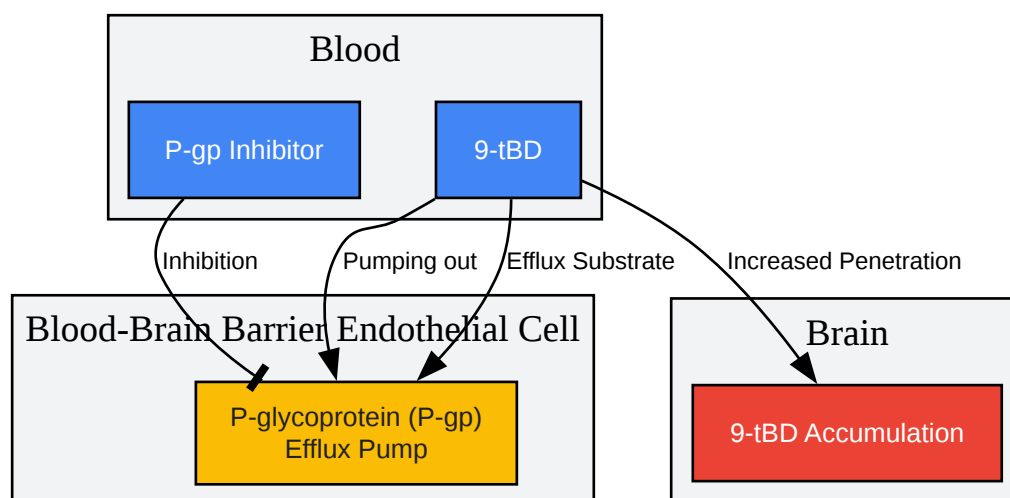 Blood
P-gp Inhibitor
9-tBD
Inhibition
Pumping out
Efflux Substrate
Increased Penetration
Blood-Brain Barrier Endothelial Cell
Brain
P-glycoprotein (P-gp)
Efflux Pump
9-tBD Accumulation